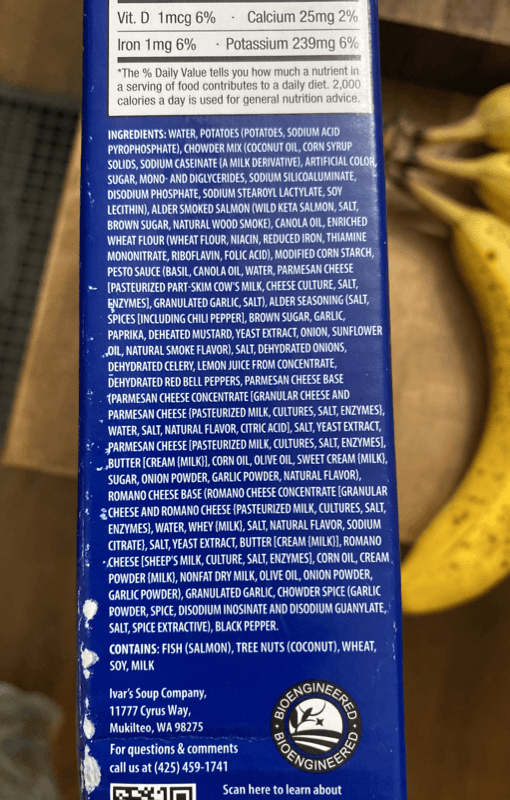 Vit. D 1mcg 6% · Calcium 25mg 2%
Iron 1mg 6% · Potassium 239mg 6%
*The % Daily Value tells you how much a nutrient in
a serving of food contributes to a daily diet. 2,000
calories a day is used for general nutrition advice.
INGREDIENTS: WATER, POTATOES (POTATOES, SODIUM ACID
PYROPHOSPHATE), CHOWDER MIX (COCONUT OIL, CORN SYRUP
SOLIDS, SODIUM CASEINATE (A MILK DERIVATIVE), ARTIFICIAL COLOR,
SUGAR, MONO- AND DIGLYCERIDES, SODIUM SILICOALUMINATE,
DISODIUM PHOSPHATE, SODIUM STEAROYL LACTYLATE, SOY
LECITHIN), ALDER SMOKED SALMON (WILD KETA SALMON, SALT,
BROWN SUGAR, NATURAL WOOD SMOKE), CANOLA OIL, ENRICHED
WHEAT FLOUR (WHEAT FLOUR, NIACIN, REDUCED IRON, THIAMINE
MONONITRATE, RIBOFLAVIN, FOLIC ACID), MODIFIED CORN STARCH,
PESTO SAUCE (BASIL, CANOLA OIL, WATER, PARMESAN CHEESE
[PASTEURIZED PART-SKIM COW'S MILK, CHEESE CULTURE, SALT,
ENZYMES], GRANULATED GARLIC, SALT), ALDER SEASONING (SALT,
SPICES [INCLUDING CHILI PEPPER], BROWN SUGAR, GARLIC,
PAPRIKA, DEHEATED MUSTARD, YEAST EXTRACT, ONION, SUNFLOWER
OIL, NATURAL SMOKE FLAVOR), SALT, DEHYDRATED ONIONS,
DEHYDRATED CELERY, LEMON JUICE FROM CONCENTRATE,
DEHYDRATED RED BELL PEPPERS, PARMESAN CHEESE BASE
(PARMESAN CHEESE CONCENTRATE [GRANULAR CHEESE AND
PARMESAN CHEESE {PASTEURIZED MILK, CULTURES, SALT, ENZYMES},
WATER, SALT, NATURAL FLAVOR, CITRIC ACID], SALT, YEAST EXTRACT,
PARMESAN CHEESE [PASTEURIZED MILK, CULTURES, SALT, ENZYMES],
BUTTER [CREAM {MILK}], CORN OIL, OLIVE OIL, SWEET CREAM {MILK},
SUGAR, ONION POWDER, GARLIC POWDER, NATURAL FLAVOR),
ROMANO CHEESE BASE (ROMANO CHEESE CONCENTRATE [GRANULAR
CHEESE AND ROMANO CHEESE {PASTEURIZED MILK, CULTURES, SALT,
ENZYMES}, WATER, WHEY {MILK}, SALT, NATURAL FLAVOR, SODIUM
CITRATE}, SALT, YEAST EXTRACT, BUTTER [CREAM {MILK}], ROMANO
CHEESE [SHEEP'S MILK, CULTURE, SALT, ENZYMES], CORN OIL, CREAM
POWDER {MILK}, NONFAT DRY MILK, OLIVE OIL, ONION POWDER,
GARLIC POWDER), GRANULATED GARLIC, CHOWDER SPICE (GARLIC
POWDER, SPICE, DISODIUM INOSINATE AND DISODIUM GUANYLATE,
SALT, SPICE EXTRACTIVE), BLACK PEPPER.
CONTAINS: FISH (SALMON), TREE NUTS (COCONUT), WHEAT,
SOY, MILK
Ivar's Soup Company,
11777 Cyrus Way,
Mukilteo, WA 98275
For questions & comments
call us at (425) 459-1741
BIOENGINEERED
BIOENGINEERED
Scan here to learn about